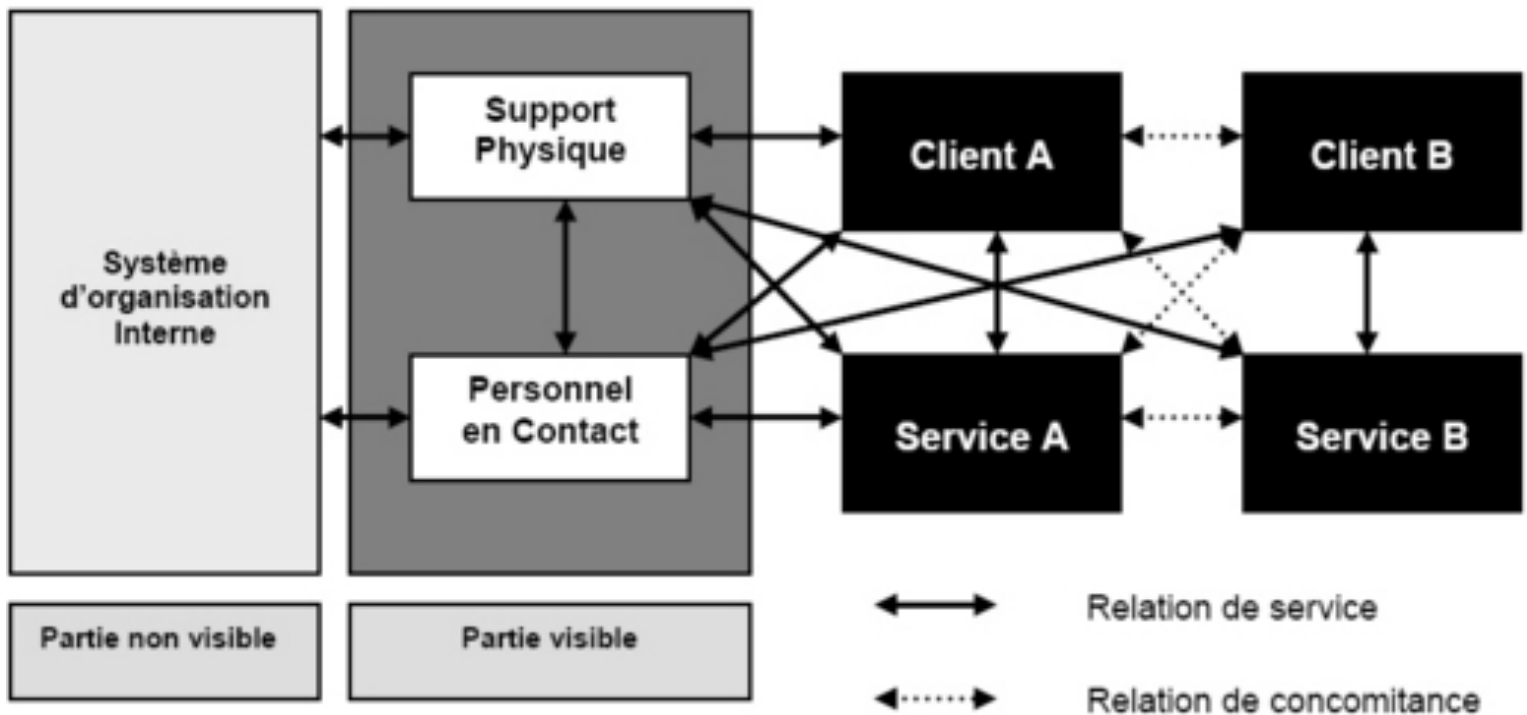 Support
Physique
Client A
Client B
Système
d'organisation
Interne
Personnel
en Contact
Service A
Service B
Partie non visible
Partie visible
Relation de service
Relation de concomitance